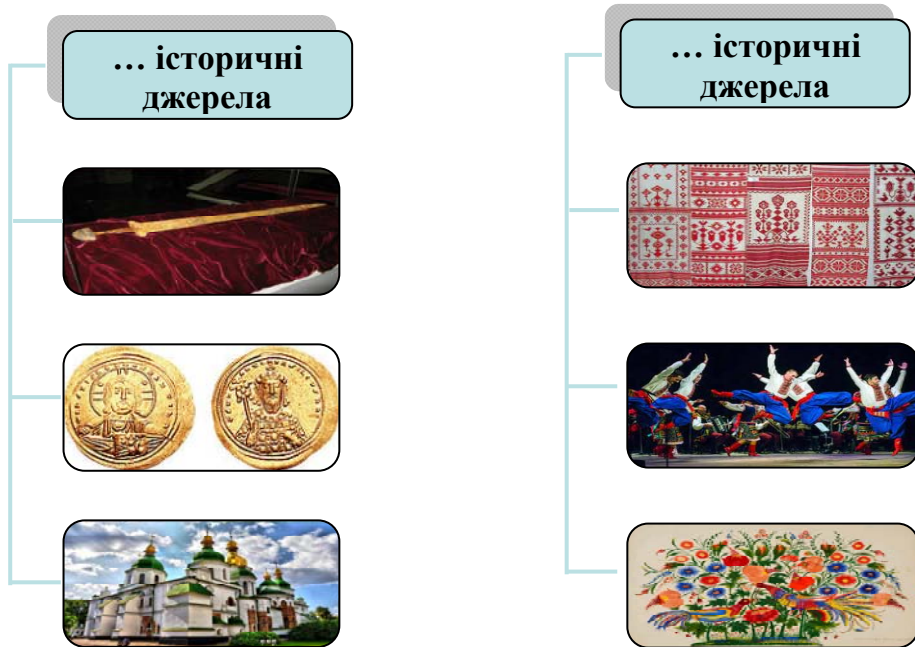 … історичні
джерела
… історичні
джерела